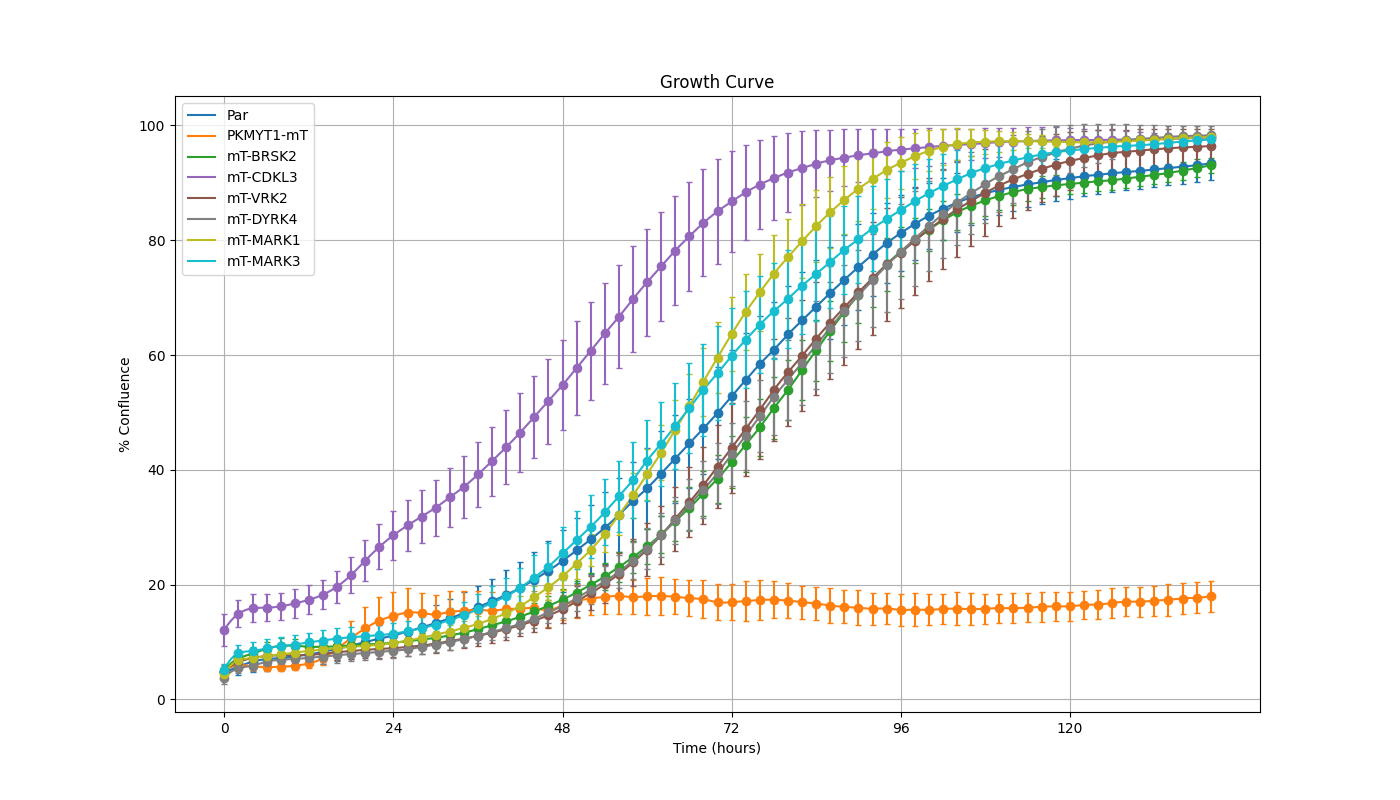 Growth Curve
Par
PKMYT1-mT
mT-BRSK2
mT-CDKL3
mT-VRK2
mT-DYRK4
mT-MARK1
mT-MARK3
100
80
60
40
20
0
% Confluence
0 24 48 72 96 120
Time (hours)